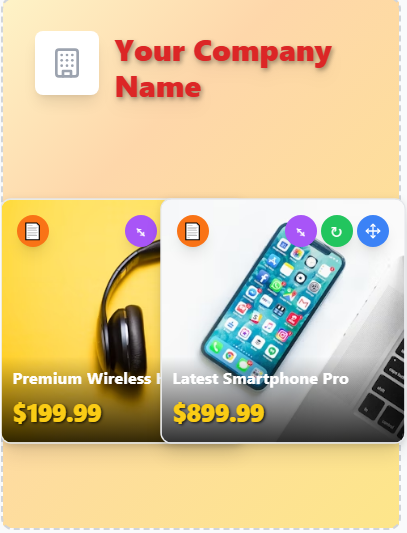 Your Company
Name
Premium Wireless
$199.99
Latest Smartphone Pro
$899.99